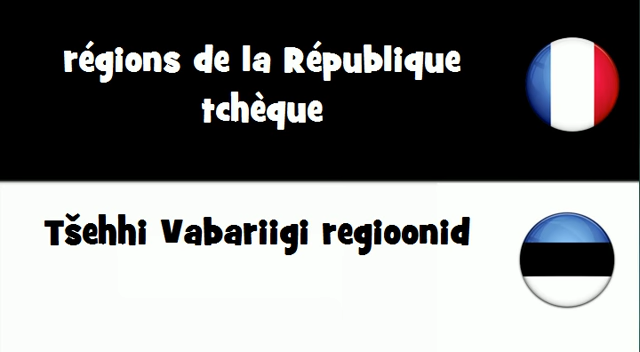 régions de la République
tchèque
Tšehhi Vabariigi regioonid